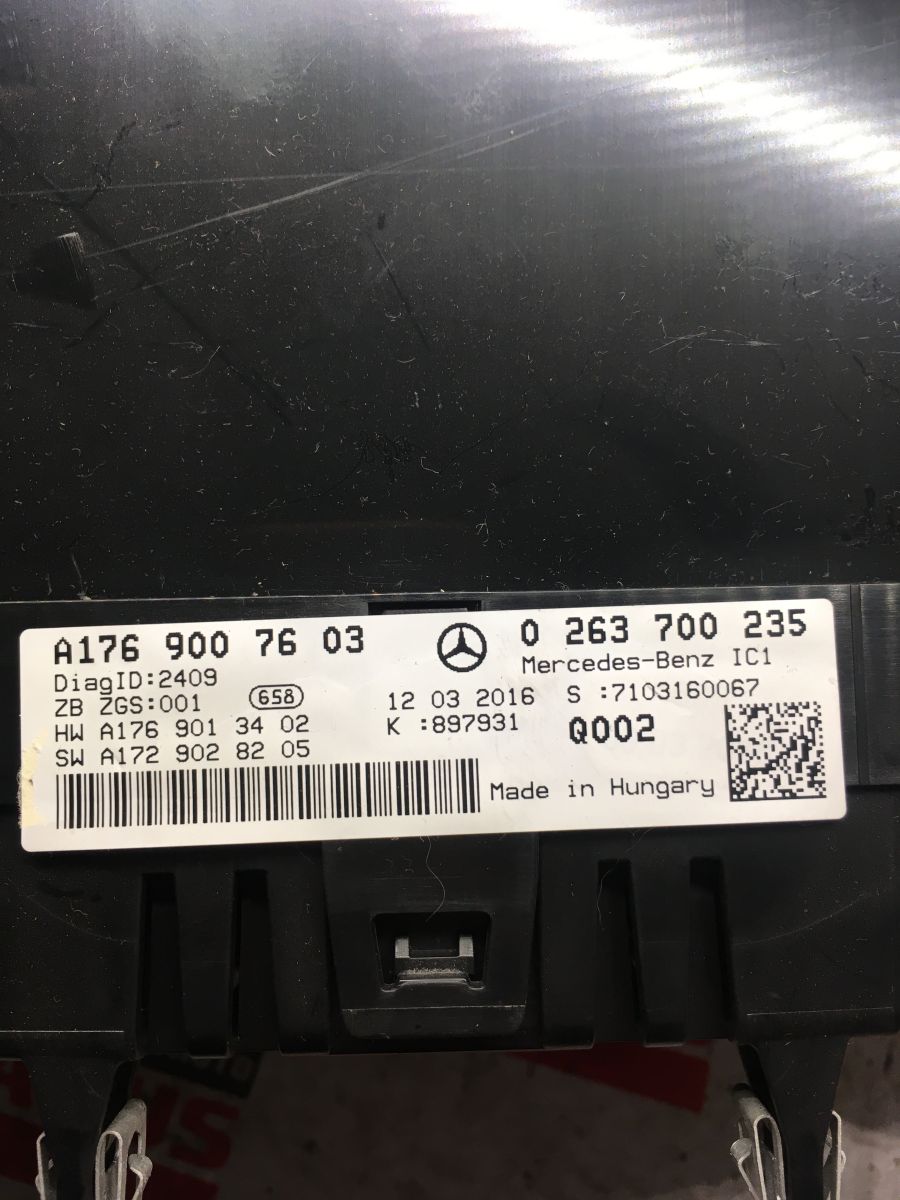 A176 900 76 03
0 263 700 235
DiagID:2409
Mercedes-Benz IC1
ZB ZGS:001
658
12 03 2016
S :7103160067
HW A176 901 34 02
K :897931
Q002
SW A172 902 82 05
Made in Hungary